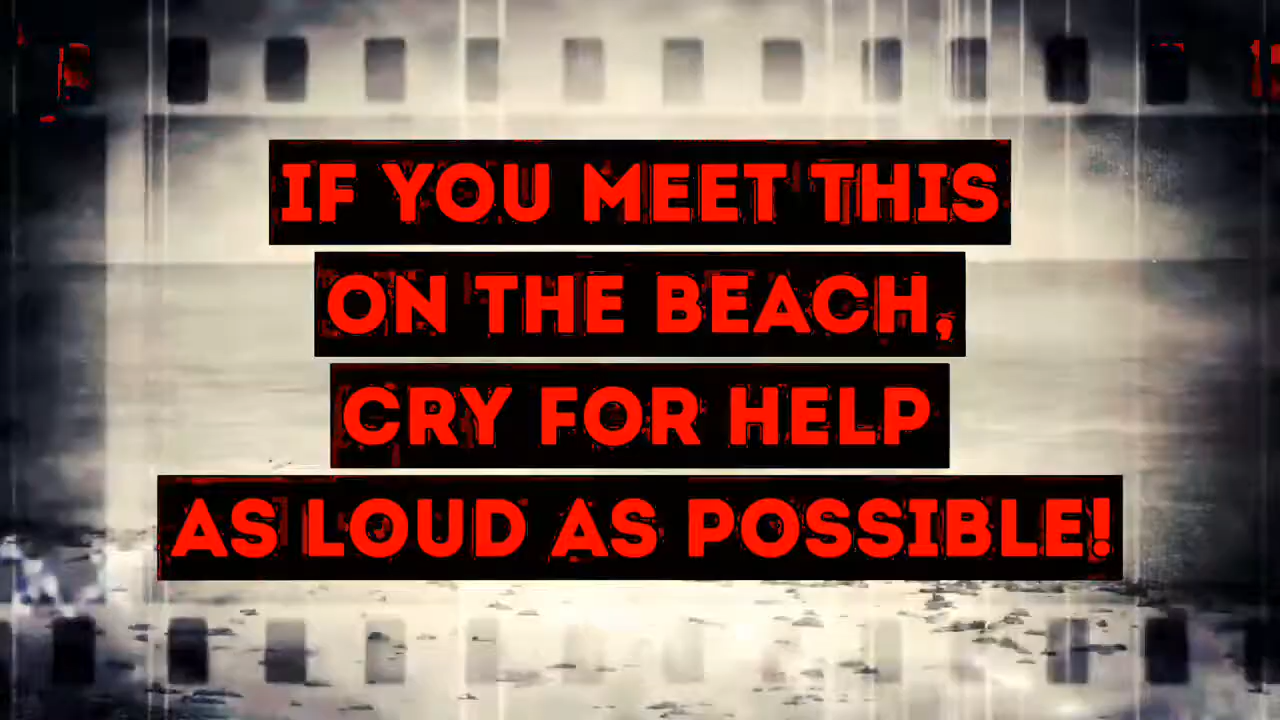 IF YOU MEET THIS
ON THE BEACH,
CRY FOR HELP
AS LOUD AS POSSIBLE!